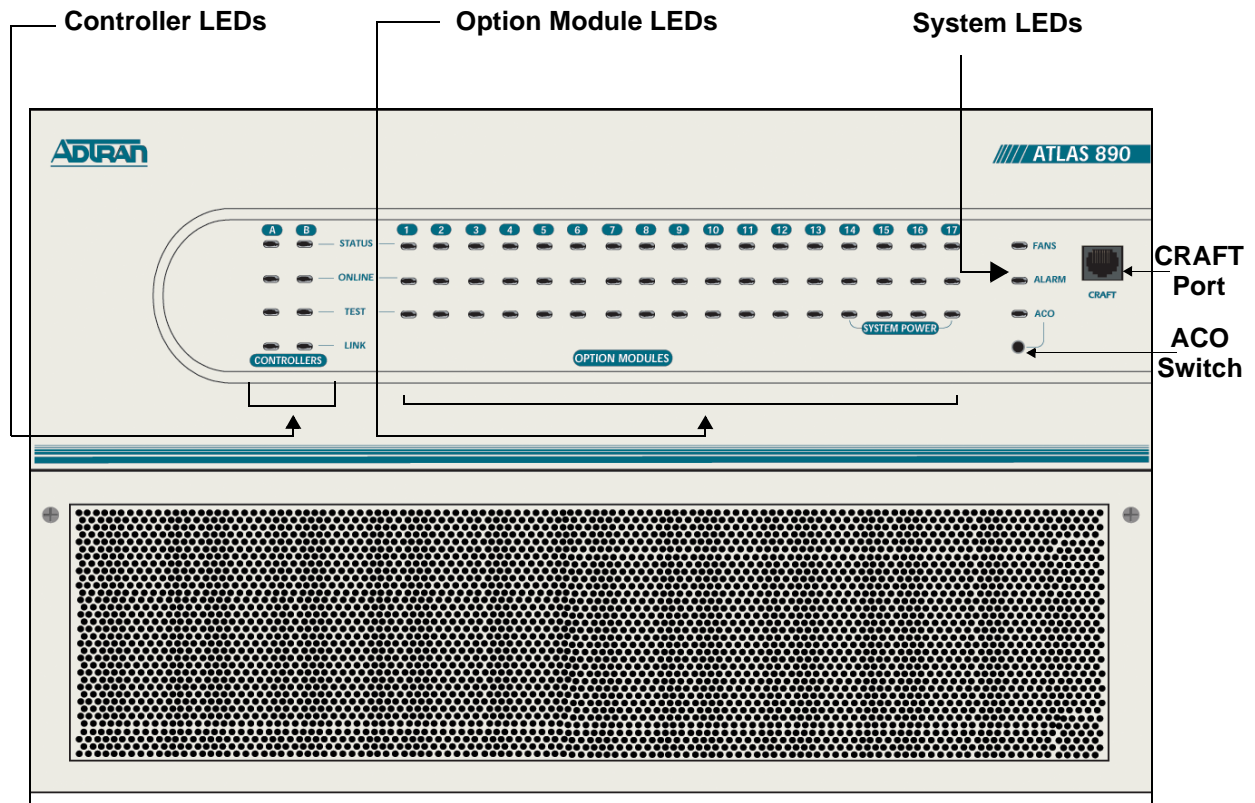 Controller LEDs
Option Module LEDs
System LEDs
ADTRAN
ATLAS 890
A B
1 2 3 4 5 6 7 8 9 10 11 12 13 14 15 16 17
STATUS
FANS
ONLINE
ALARM
CRAFT
TEST
ACO
SYSTEM POWER
LINK
CONTROLLERS
OPTION MODULES
CRAFT
Port
ACO
Switch